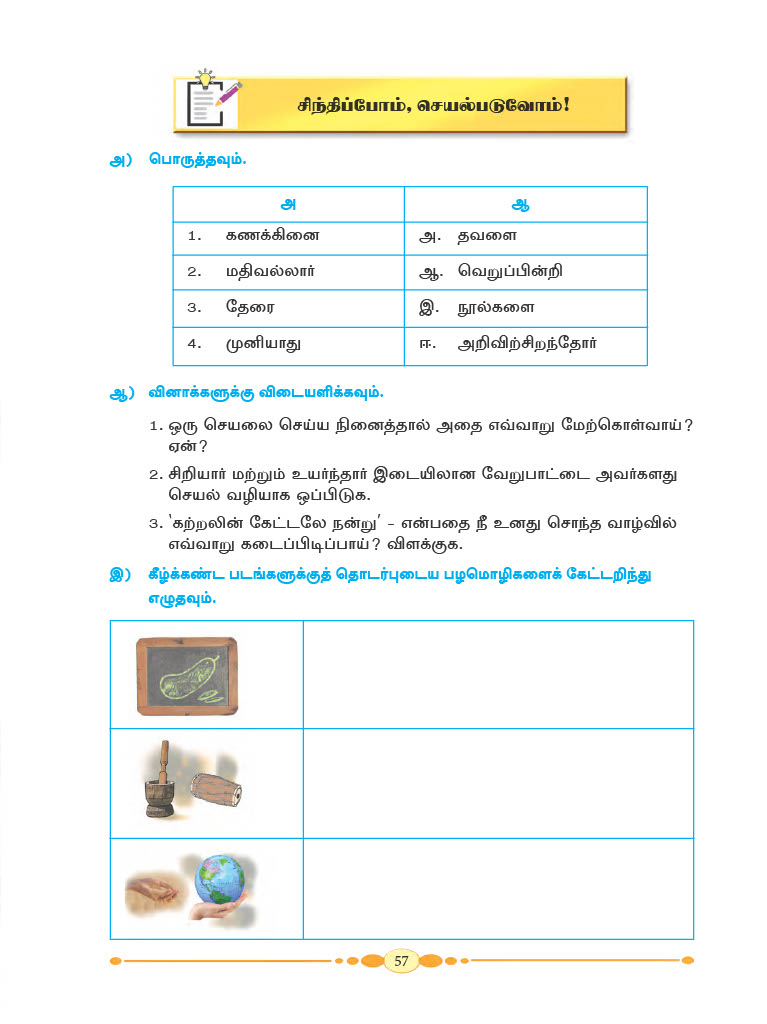 சிந்திப்போம், செயல்படுவோம்!
அ) பொருத்தவும்.
அ ஆ
1. கணக்கினை அ. தவளை
2. மதிவல்லார் ஆ. வெறுப்பின்றி
3. தேரை இ. நூல்களை
4. முனியாது ஈ. அறிவிற்சிறந்தோர்
ஆ) வினாக்களுக்கு விடையளிக்கவும்.
1. ஒரு செயலை செய்ய நினைத்தால் அதை எவ்வாறு மேற்கொள்வாய்?
ஏன்?
2. சிறியார் மற்றும் உயர்ந்தார் இடையிலான வேறுபாட்டை அவர்களது
செயல் வழியாக ஒப்பிடுக.
3. 'கற்றலின் கேட்டலே நன்று' - என்பதை நீ உனது சொந்த வாழ்வில்
எவ்வாறு கடைப்பிடிப்பாய்? விளக்குக.
இ) கீழ்க்கண்ட படங்களுக்குத் தொடர்புடைய பழமொழிகளைக் கேட்டறிந்து
எழுதவும்.
57